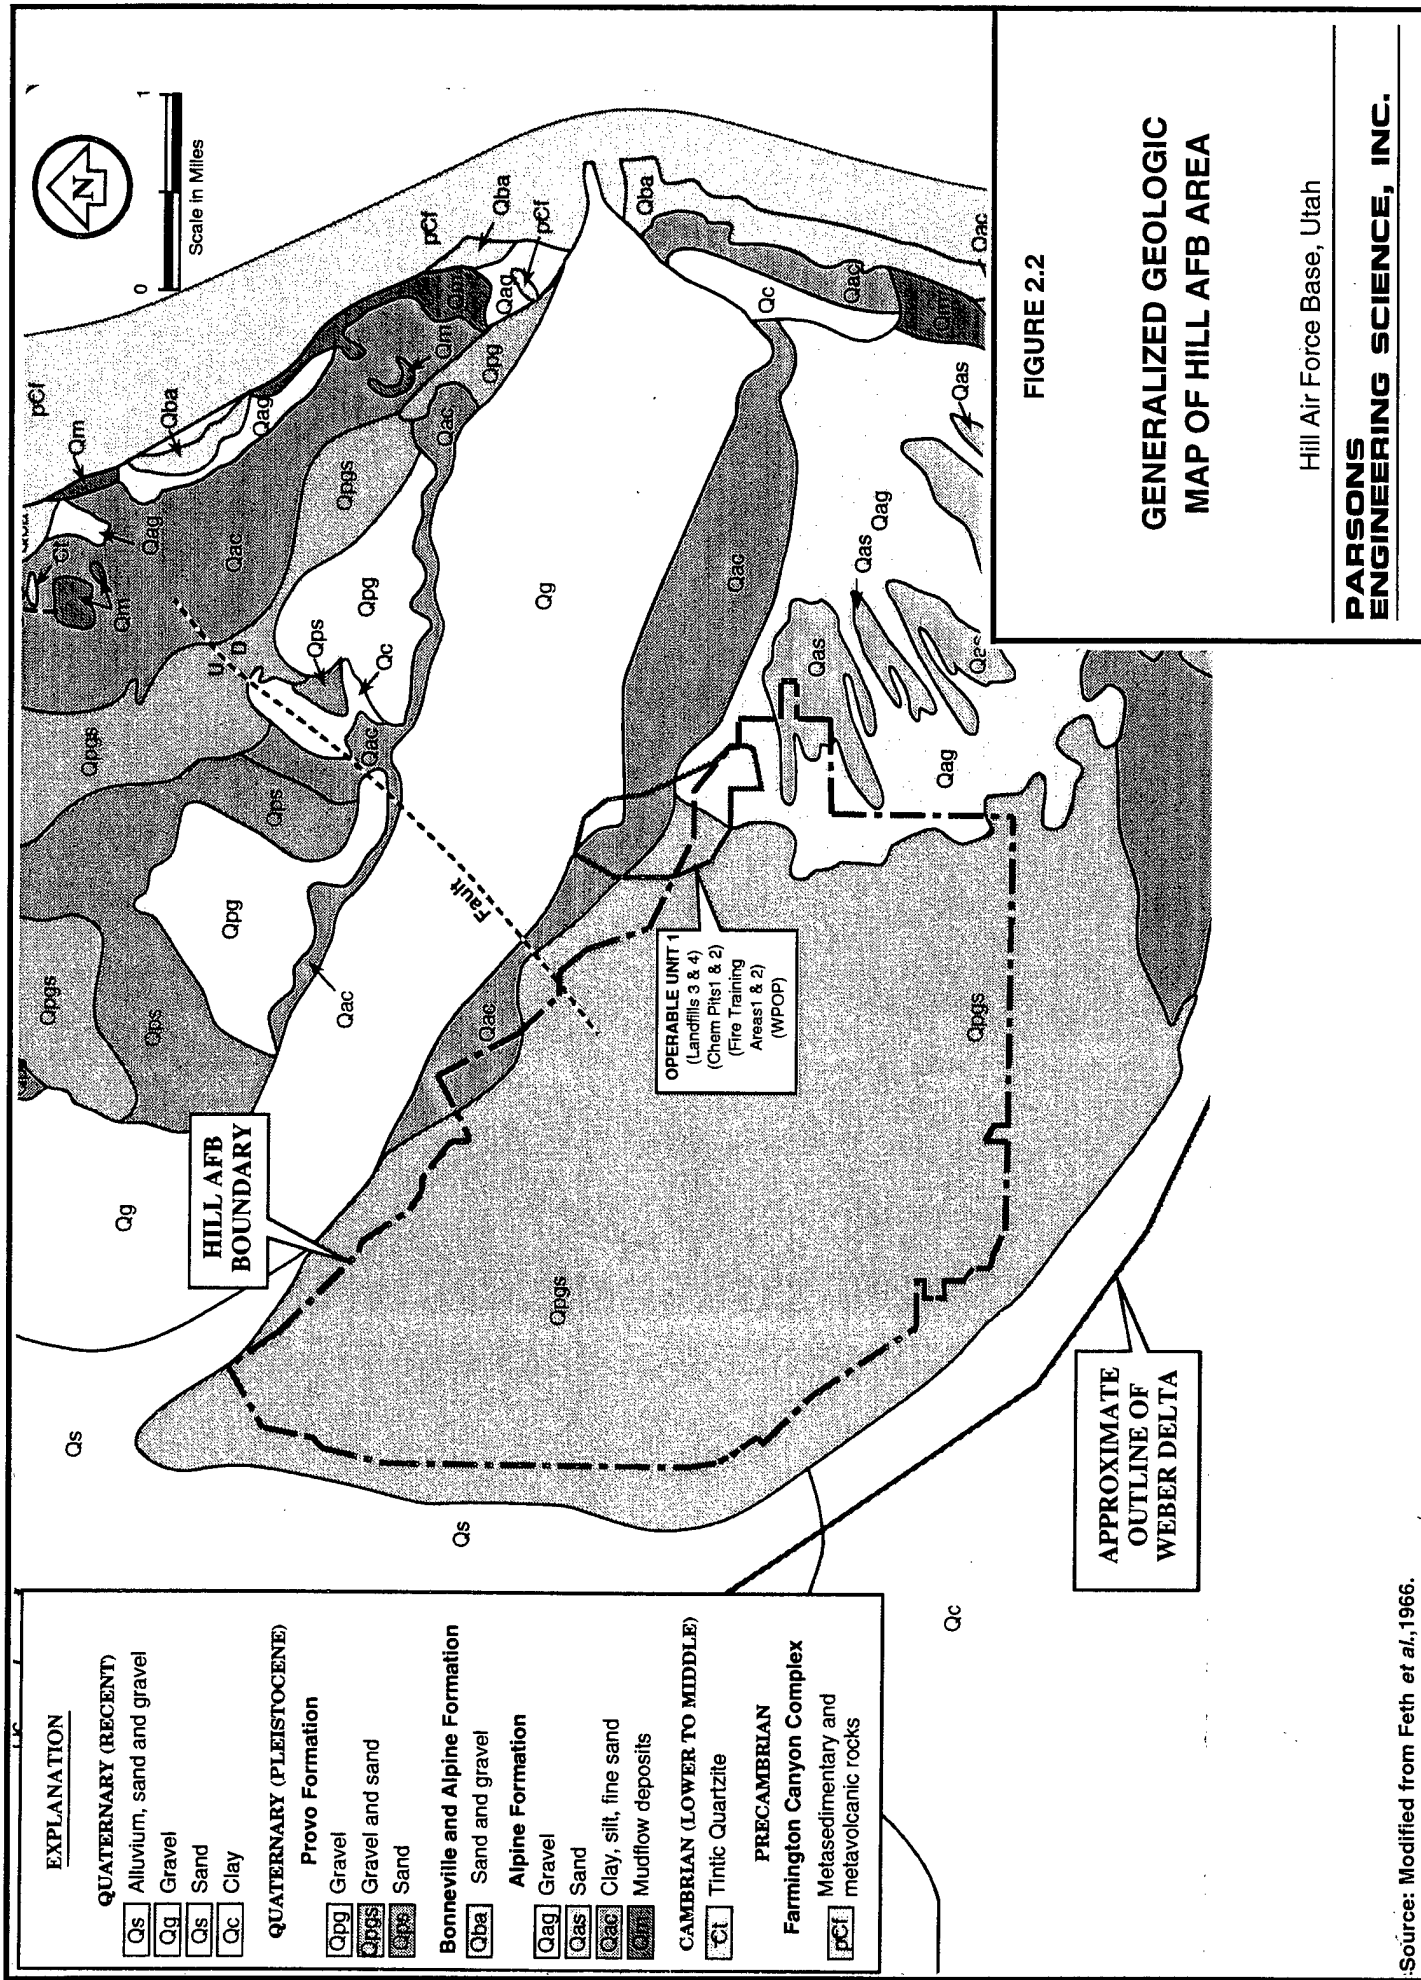 EXPLANATION
QUATERNARY (RECENT)
Qs Alluvium, sand and gravel
Qg Gravel
Qs Sand
Qc Clay
QUATERNARY (PLEISTOCENE)
Provo Formation
Qpg Gravel
Qpgs Gravel and sand
Qps Sand
Bonneville and Alpine Formation
Qba Sand and gravel
Alpine Formation
Qag Gravel
Qas Sand
Qac Clay, silt, fine sand
Qm Mudflow deposits
CAMBRIAN (LOWER TO MIDDLE)
Ct Tintic Quartzite
PRECAMBRIAN
Farmington Canyon Complex
pCf Metasedimentary and
metavolcanic rocks
Qs
Qg
HILL AFB
BOUNDARY
Qpgs
Qps
Qpg
Qac
Qpgs
Qps
Qac
Qc
Qps
Qpg
U
D
Qm
Ct
Qag
Qac
Qpgs
Qm
pCf
Qba
Qag
Qac
Qpg
Qm
Qm
Qag
pCf
Qba
pCf
N
0
1
Scale in Miles
Qs
Qpgs
Qac
Fault
Qg
OPERABLE UNIT 1
(Landfills 3 & 4)
(Chem Pits1 & 2)
(Fire Training
Areas1 & 2)
(WPOP)
Qac
Qas
Qas
Qag
Qas
Qag
Qas
Qc
Qac
Qm
Qba
Qac
Qpgs
Qc
APPROXIMATE
OUTLINE OF
WEBER DELTA
FIGURE 2.2
GENERALIZED GEOLOGIC
MAP OF HILL AFB AREA
Hill Air Force Base, Utah
PARSONS
ENGINEERING SCIENCE, INC.
Source: Modified from Feth et al.,1966.